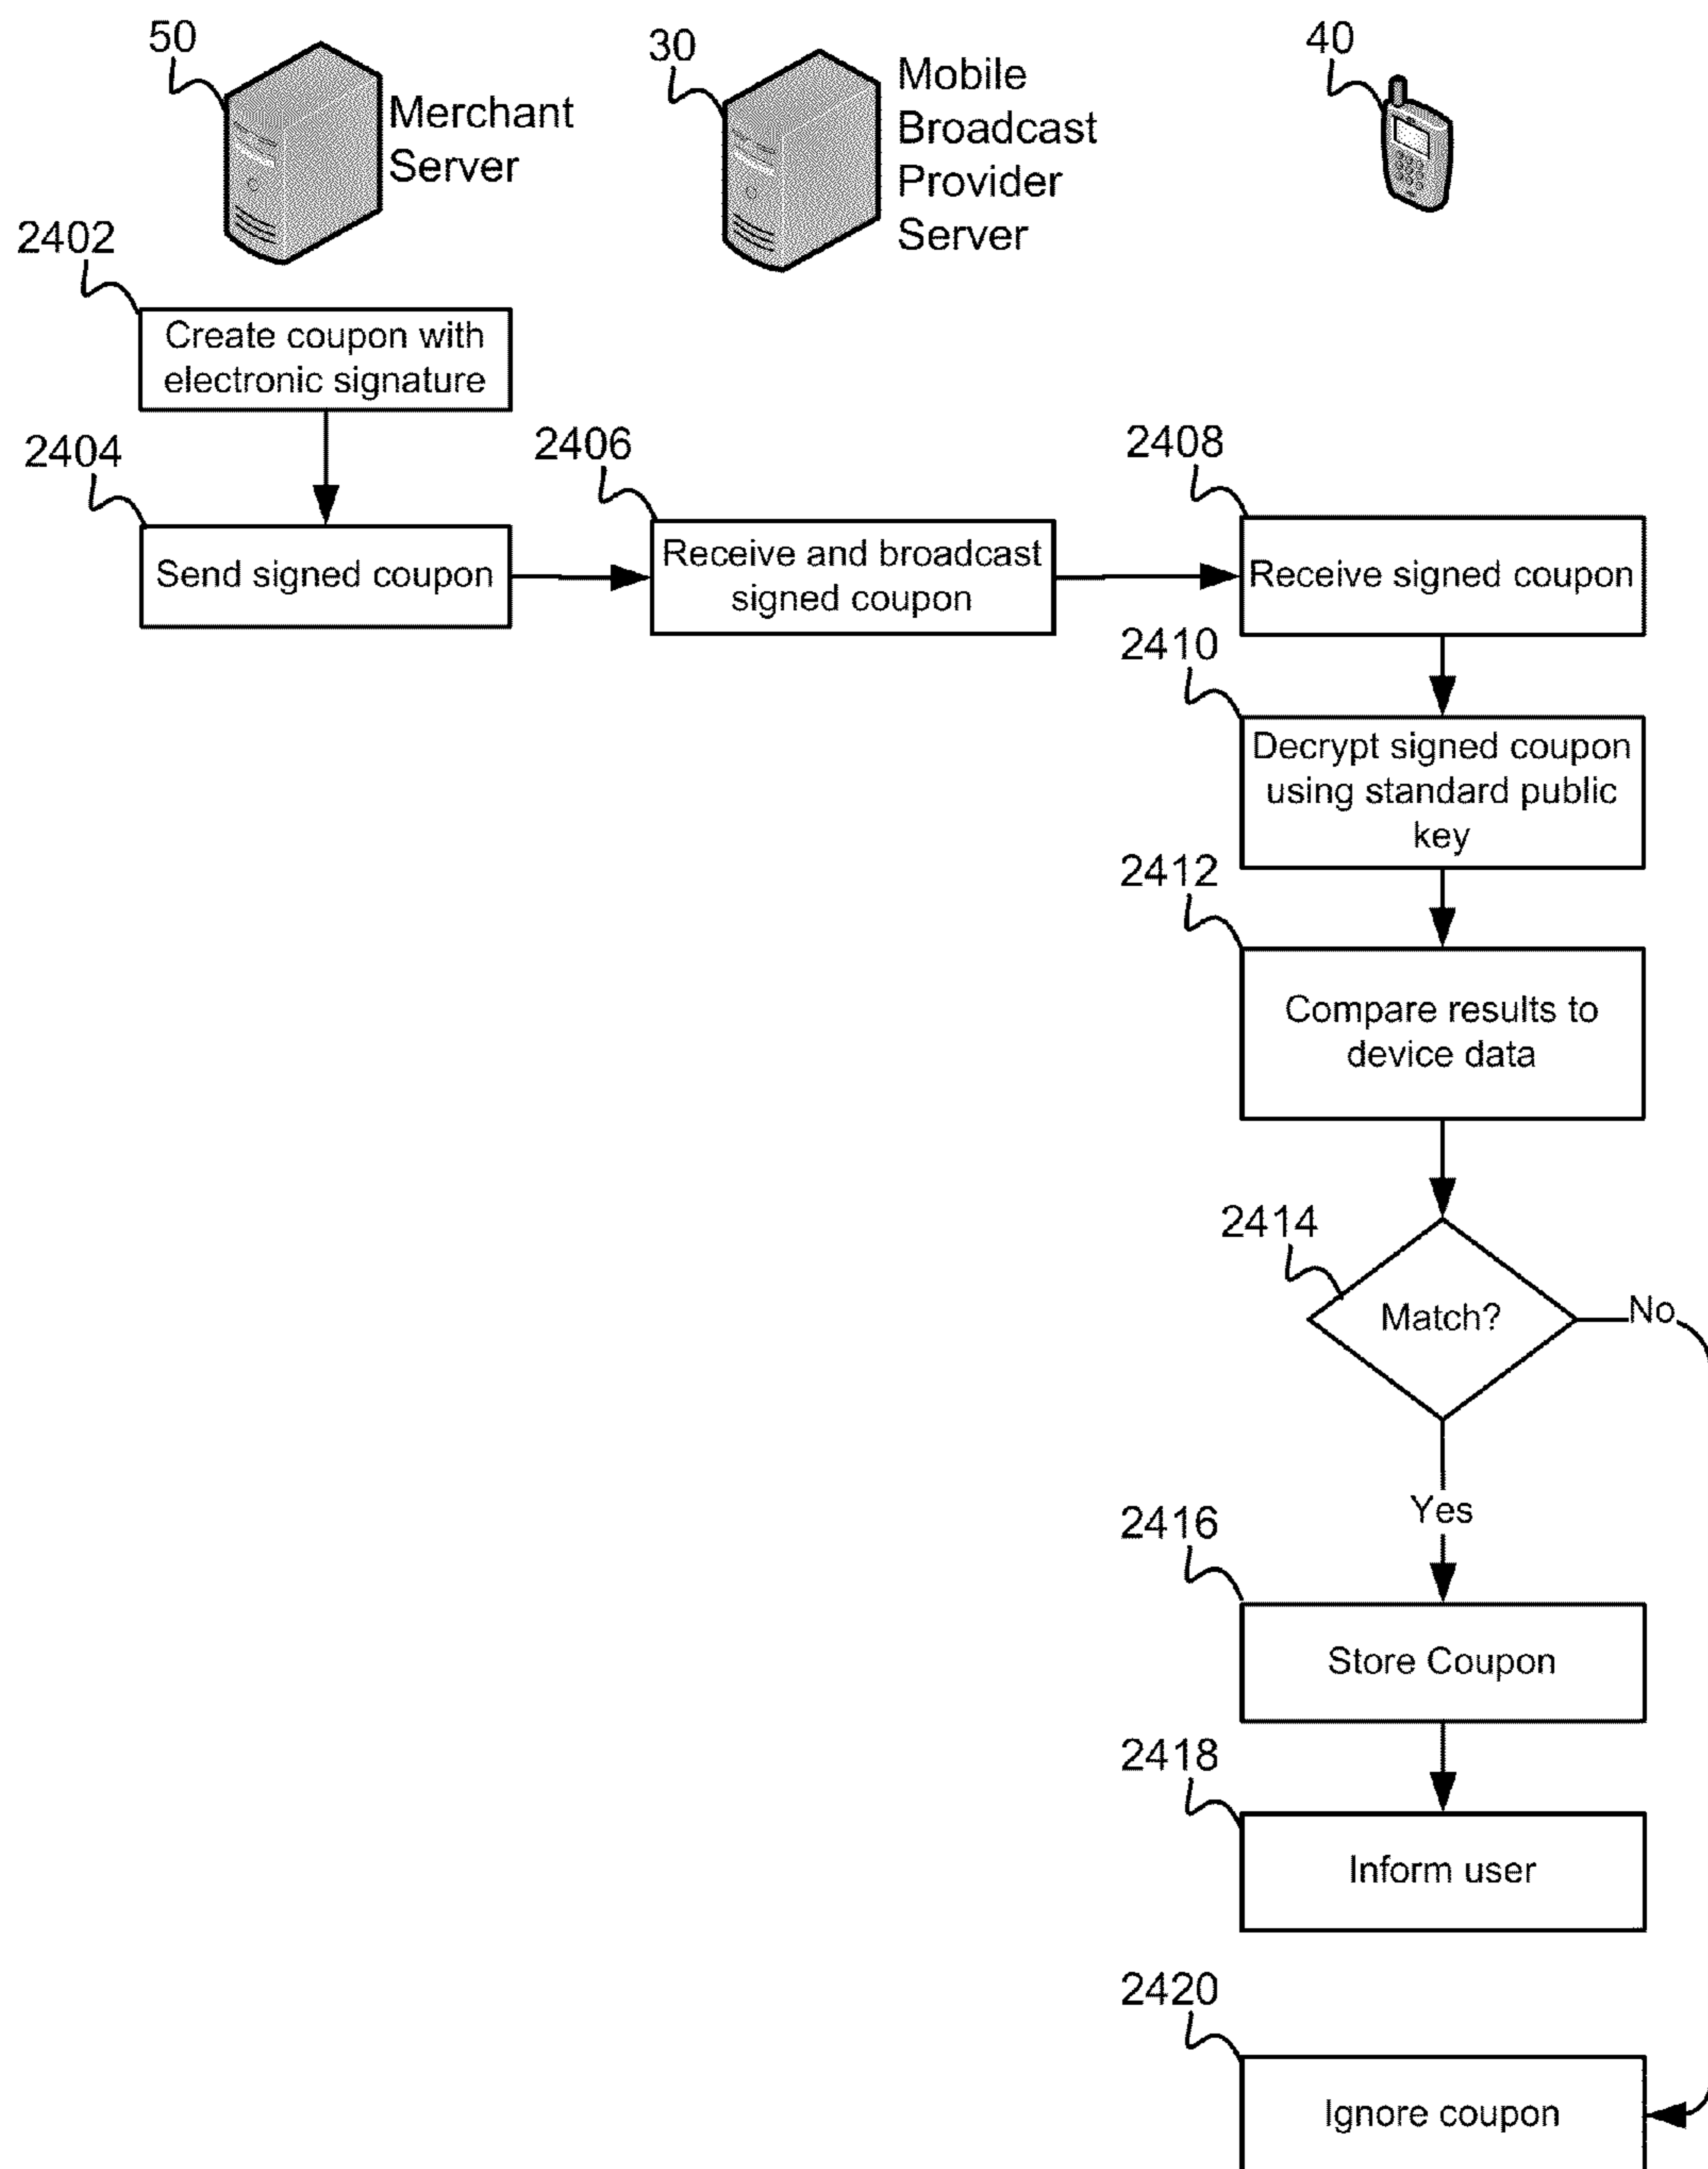 50
Merchant
Server
30
Mobile
Broadcast
Provider
Server
40
2402
Create coupon with
electronic signature
2404
Send signed coupon
2406
Receive and broadcast
signed coupon
2408
Receive signed coupon
2410
Decrypt signed coupon
using standard public
key
2412
Compare results to
device data
2414
Match?
No
Yes
2416
Store Coupon
2418
Inform user
2420
Ignore coupon